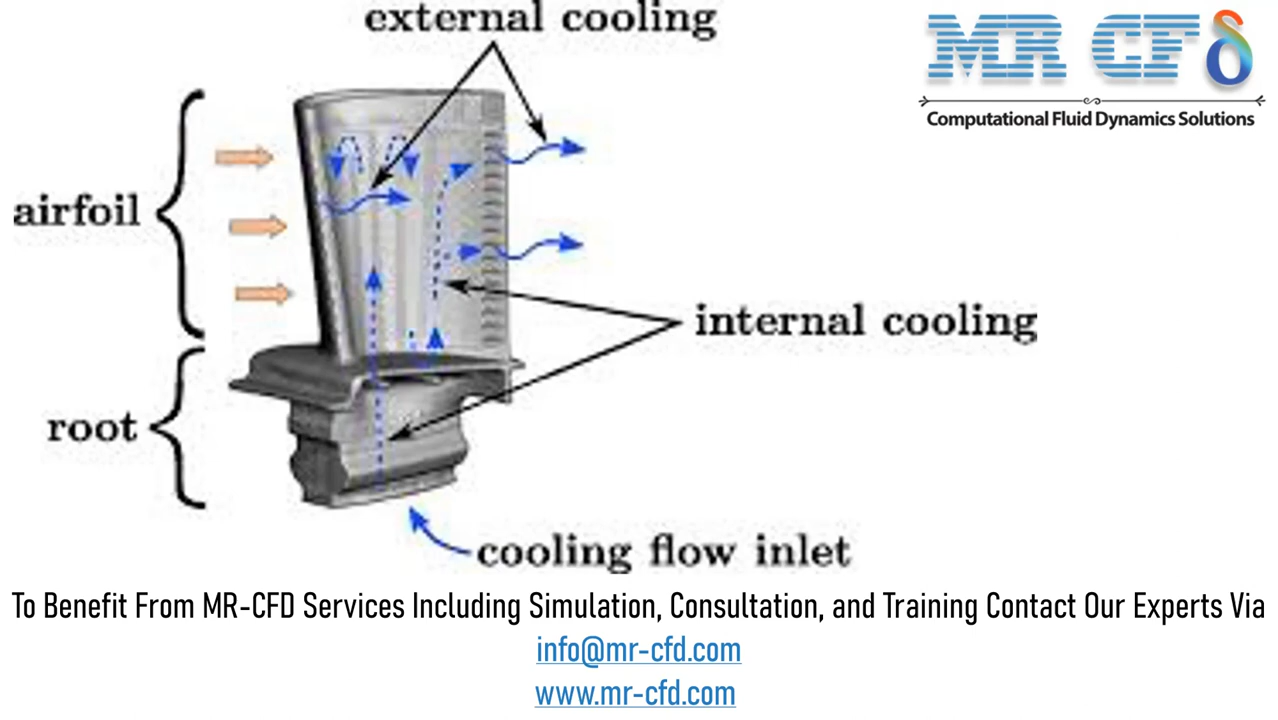 external cooling
MR CFδ
Computational Fluid Dynamics Solutions
airfoil
internal cooling
root
cooling flow inlet
To Benefit From MR-CFD Services Including Simulation, Consultation, and Training Contact Our Experts Via
info@mr-cfd.com
www.mr-cfd.com